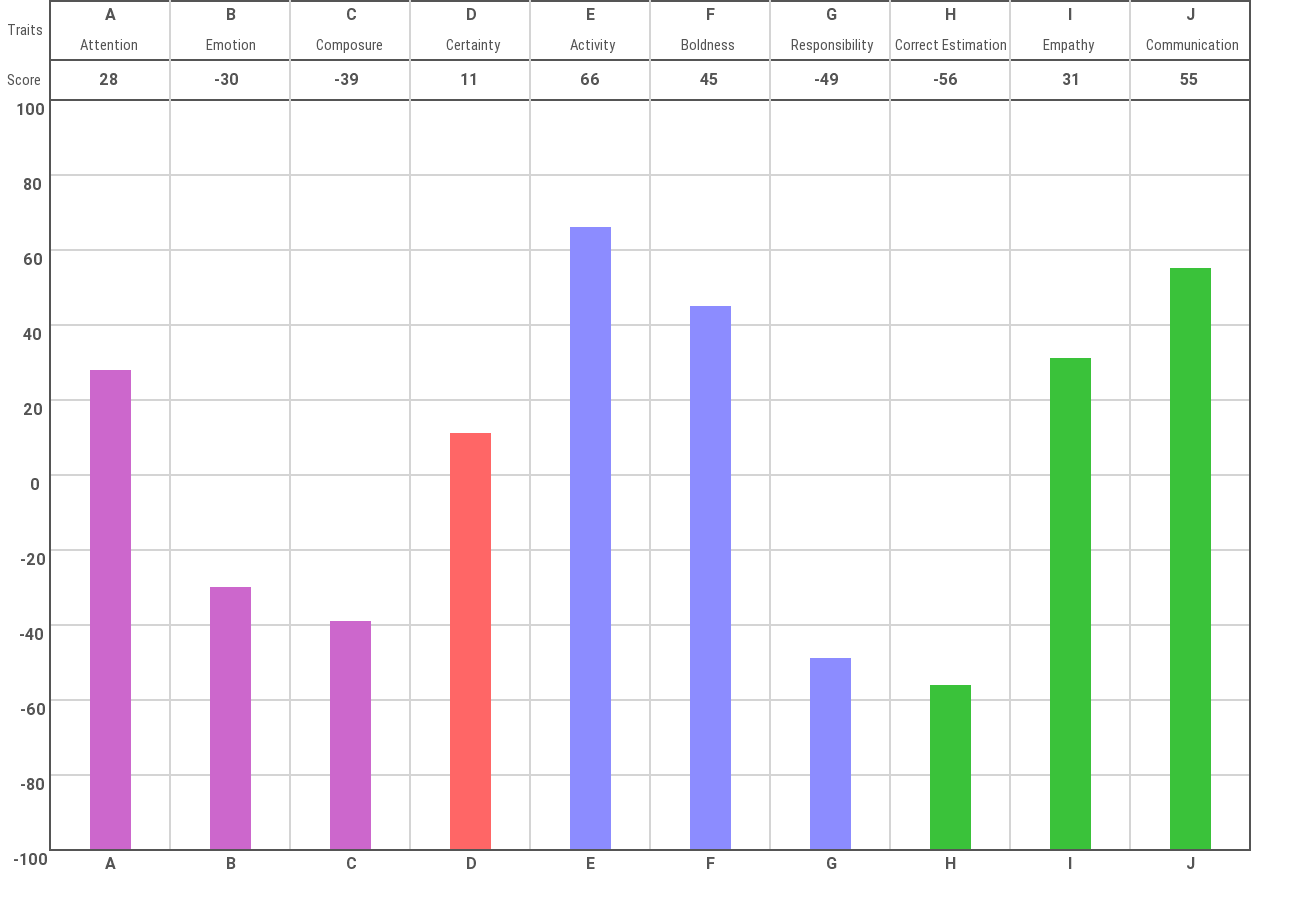 A B C D E F G H I J
Traits
Attention Emotion Composure Certainty Activity Boldness Responsibility Correct Estimation Empathy Communication
Score 28 -30 -39 11 66 45 -49 -56 31 55
100
80
60
40
20
0
-20
-40
-60
-80
-100
A B C D E F G H I J